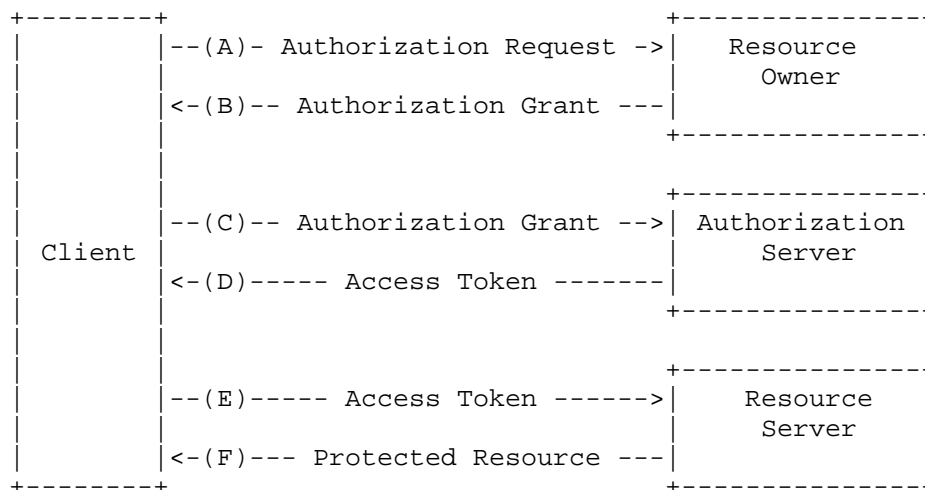 --(A)- Authorization Request -> Resource
Owner
<-(B)-- Authorization Grant ---
--(C)-- Authorization Grant --> Authorization
Client Server
<-(D)----- Access Token -------
--(E)----- Access Token ------> Resource
Server
<-(F)--- Protected Resource ---